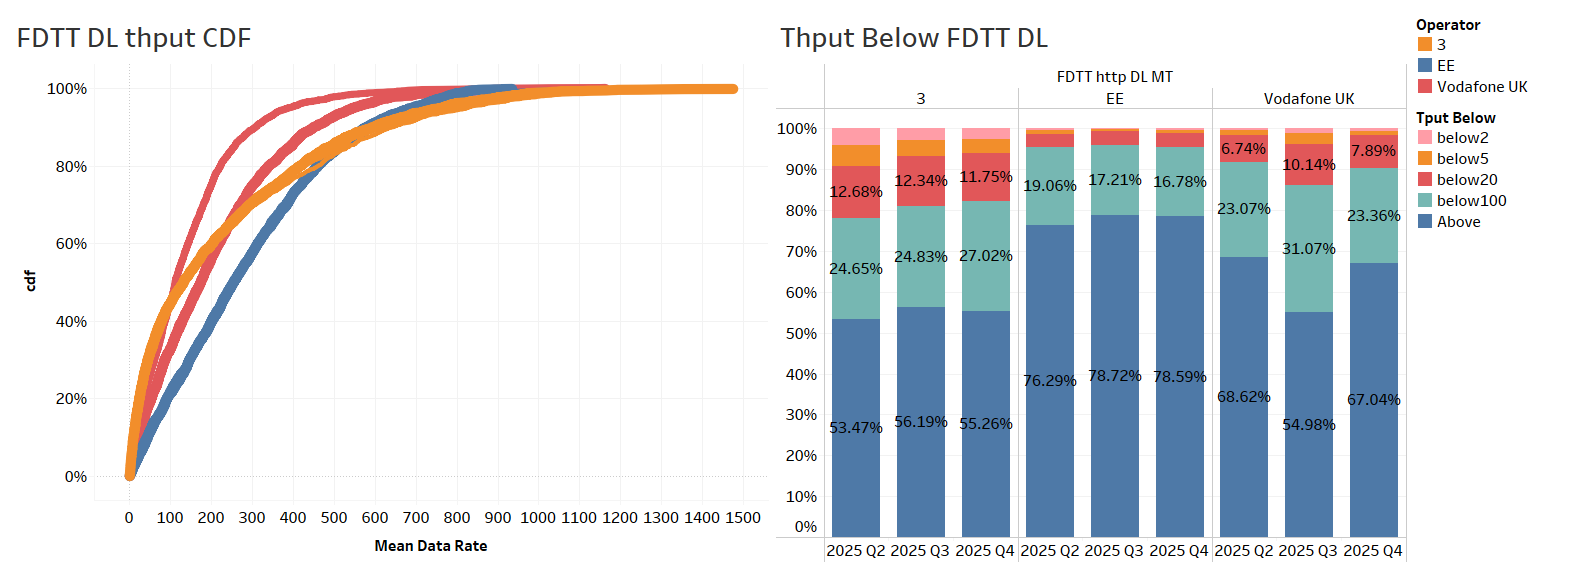 FDTT DL thput CDF
100%
80%
60%
40%
20%
0%
cdf
0 100 200 300 400 500 600 700 800 900 1000 1100 1200 1300 1400 1500
Mean Data Rate
Thput Below FDTT DL
FDTT http DL MT
3 EE Vodafone UK
100%
90%
80%
70%
60%
50%
40%
30%
20%
10%
0%
12.68% 12.34% 11.75% 6.74% 10.14% 7.89%
24.65% 24.83% 27.02% 19.06% 17.21% 16.78% 23.07% 31.07% 23.36%
53.47% 56.19% 55.26% 76.29% 78.72% 78.59% 68.62% 54.98% 67.04%
2025 Q2 2025 Q3 2025 Q4 2025 Q2 2025 Q3 2025 Q4 2025 Q2 2025 Q3 2025 Q4
Operator
3
EE
Vodafone UK
Tput Below
below2
below5
below20
below100
Above